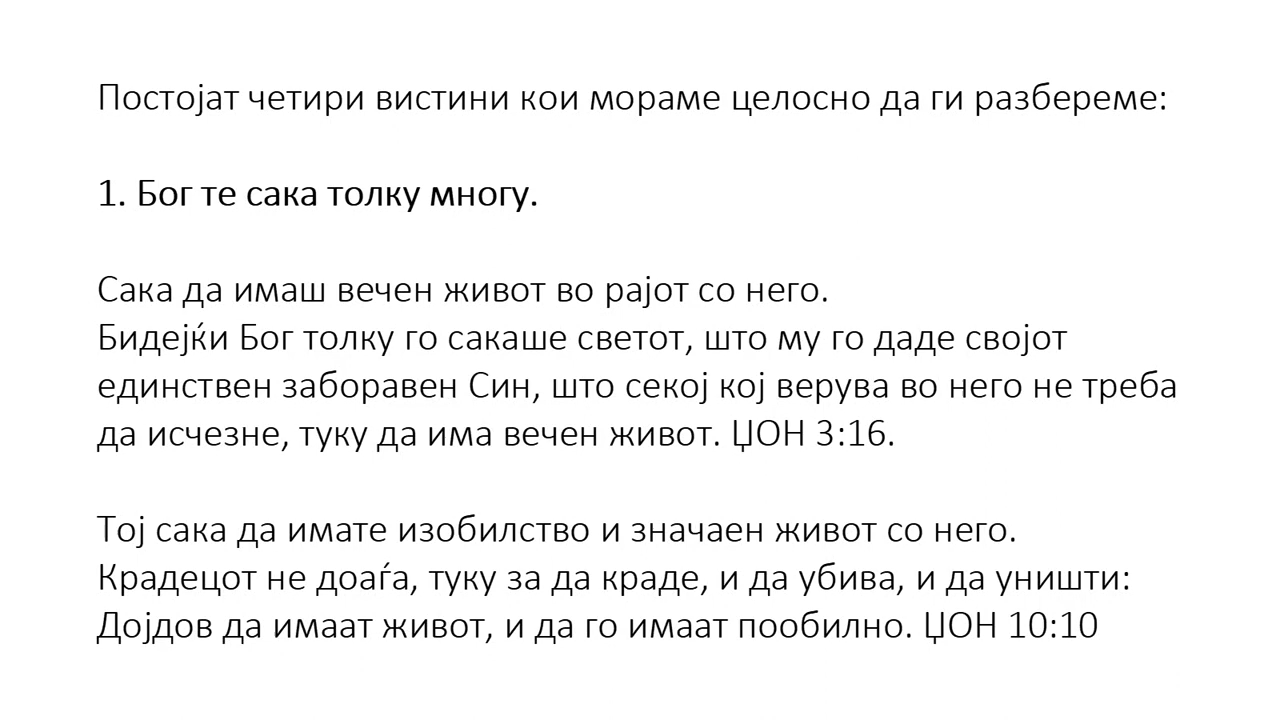 Постојат четири вистини кои мораме целосно да ги разбереме:
1. Бог те сака толку многу.
Сака да имаш вечен живот во рајот со него.
Бидејќи Бог толку го сакаше светот, што му го даде својот
единствен заборавен Син, што секој кој верува во него не треба
да исчезне, туку да има вечен живот. ЏОН 3:16.
Тој сака да имате изобилство и значаен живот со него.
Крадецот не доаѓа, туку за да краде, и да убива, и да уништи:
Дојдов да имаат живот, и да го имаат пообилно. ЏОН 10:10